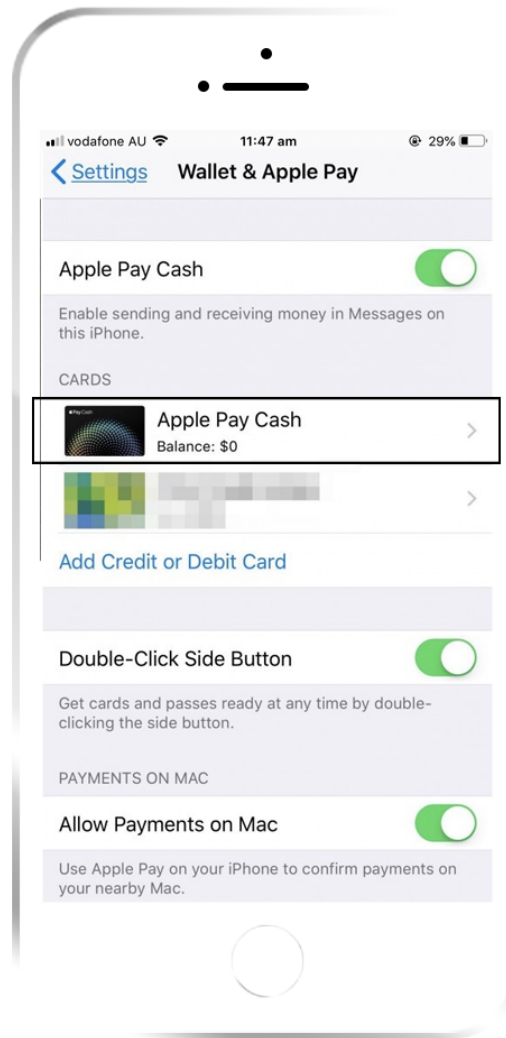 vodafone AU 11:47 am 29%
Settings Wallet & Apple Pay
Apple Pay Cash
Enable sending and receiving money in Messages on
this iPhone.
CARDS
Apple Pay Cash
Balance: $0
Add Credit or Debit Card
Double-Click Side Button
Get cards and passes ready at any time by double-
clicking the side button.
PAYMENTS ON MAC
Allow Payments on Mac
Use Apple Pay on your iPhone to confirm payments on
your nearby Mac.